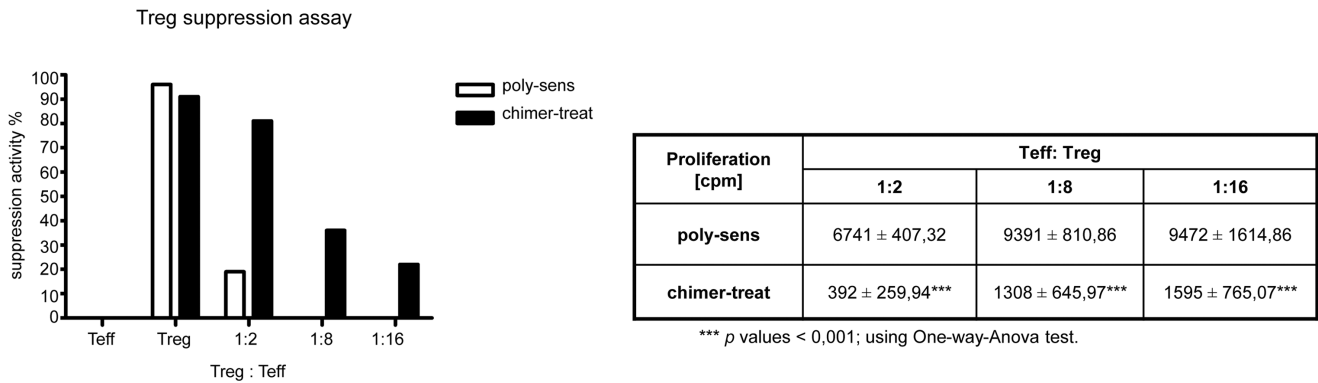 Treg suppression assay
suppression activity %
100
90
80
70
60
50
40
30
20
10
0
Teff Treg 1:2 1:8 1:16
Treg : Teff
poly-sens
chimer-treat
Proliferation
[cpm]
Teff: Treg
1:2 1:8 1:16
poly-sens 6741 ± 407,32 9391 ± 810,86 9472 ± 1614,86
chimer-treat 392 ± 259,94*** 1308 ± 645,97*** 1595 ± 765,07***
*** p values < 0,001; using One-way-Anova test.